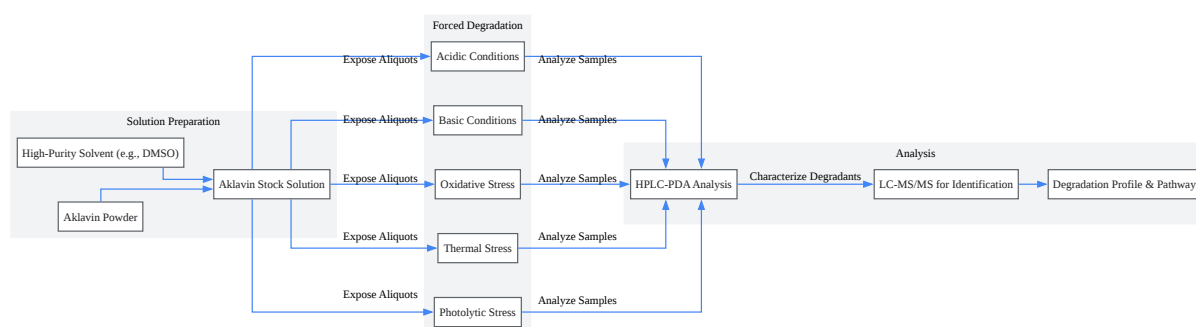 Forced Degradation
Expose Aliquots
Acidic Conditions
Analyze Samples
Solution Preparation
Expose Aliquots
Basic Conditions
Analyze Samples
High-Purity Solvent (e.g., DMSO)
Analysis
Aklavin Stock Solution
Expose Aliquots
Oxidative Stress
Analyze Samples
HPLC-PDA Analysis
Characterize Degradants
LC-MS/MS for Identification
Degradation Profile & Pathway
Aklavin Powder
Expose Aliquots
Thermal Stress
Analyze Samples
Expose Aliquots
Photolytic Stress
Analyze Samples